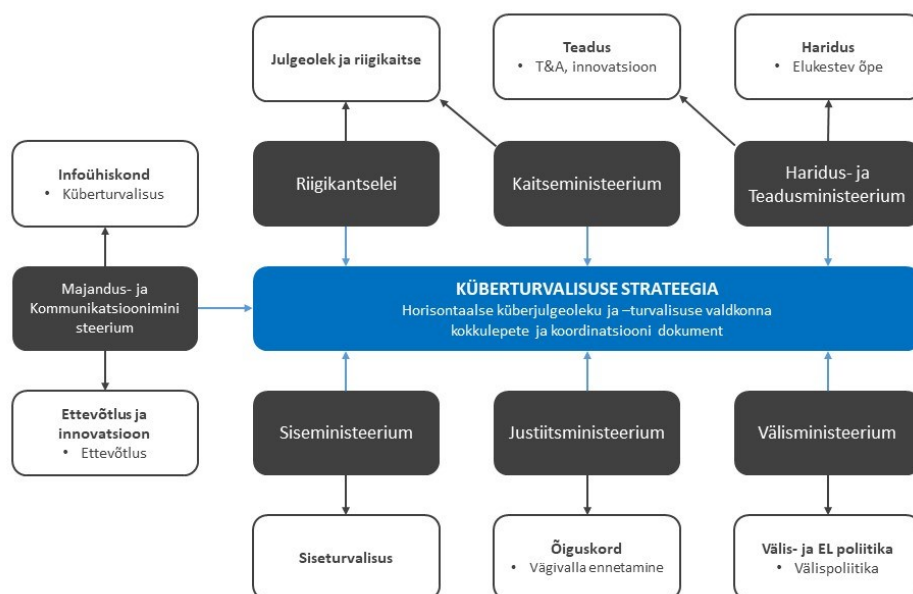 Julgeolek ja riigikaitse
Teadus
• T&A, innovatsioon
Haridus
• Elukestev õpe
Infoühiskond
• Küberturvalisus
Riigikantselei
Kaitseministeerium
Haridus- ja
Teadusministeerium
Majandus- ja
Kommunikatsioonimini
steerium
KÜBERTURVALISUSE STRATEEGIA
Horisontaalse küberjulgeoleku ja –turvalisuse valdkonna
kokkulepete ja koordinatsiooni dokument
Ettevõtlus ja
innovatsioon
• Ettevõtlus
Siseministeerium
Justiitsministeerium
Välisministeerium
Siseturvalisus
Õiguskord
• Vägivalla ennetamine
Välis- ja EL poliitika
• Välispoliitika